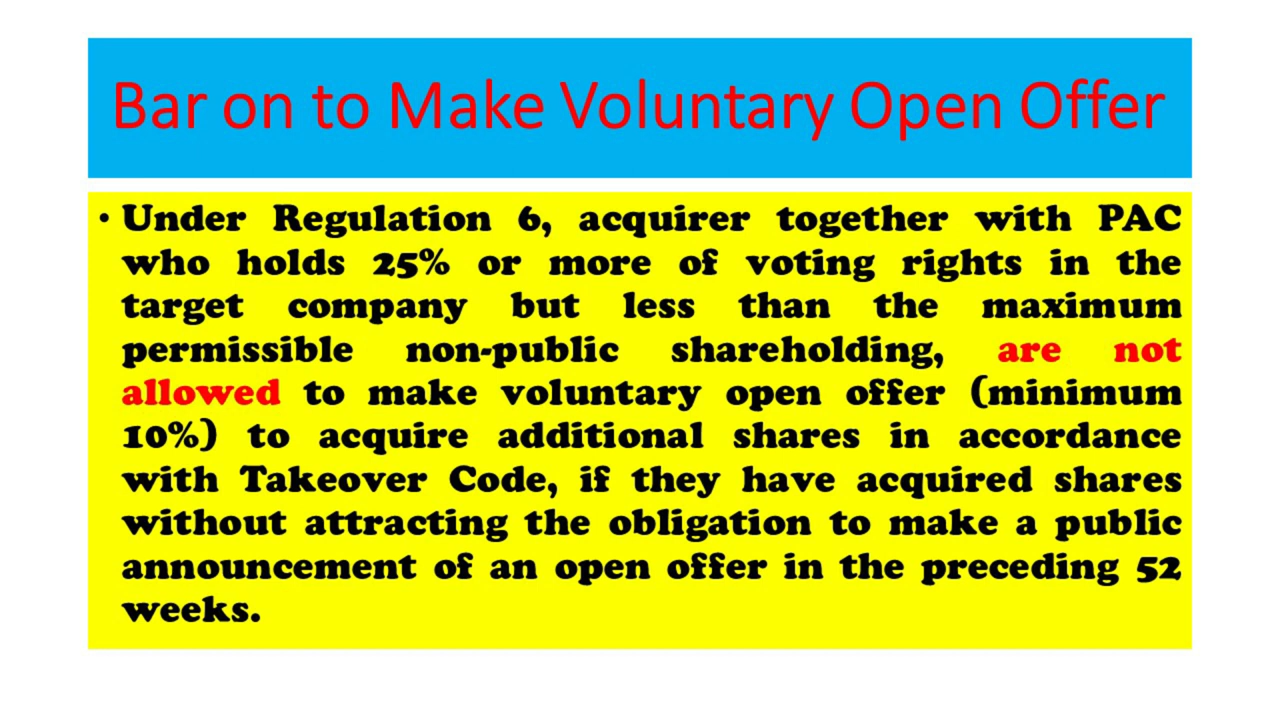 Bar on to Make Voluntary Open Offer
• Under Regulation 6, acquirer together with PAC
who holds 25% or more of voting rights in the
target company but less than the maximum
permissible non-public shareholding, are not
allowed to make voluntary open offer (minimum
10%) to acquire additional shares in accordance
with Takeover Code, if they have acquired shares
without attracting the obligation to make a public
announcement of an open offer in the preceding 52
weeks.